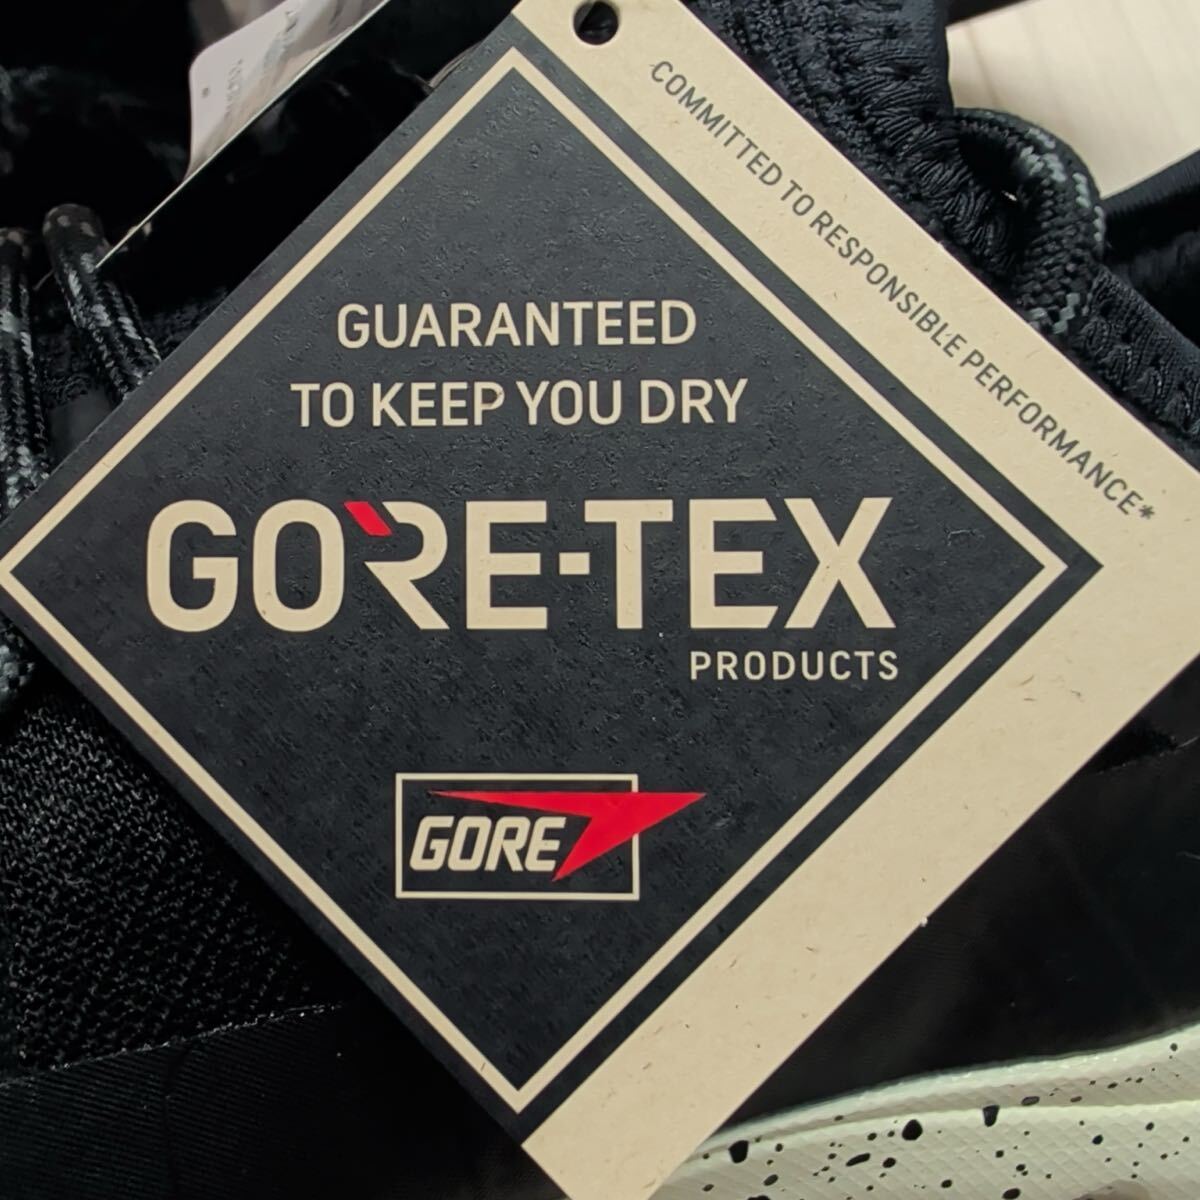 COMMITTED TO RESPONSIBLE PERFORMANCE*
GUARANTEED
TO KEEP YOU DRY
GORE-TEX
PRODUCTS
GORE